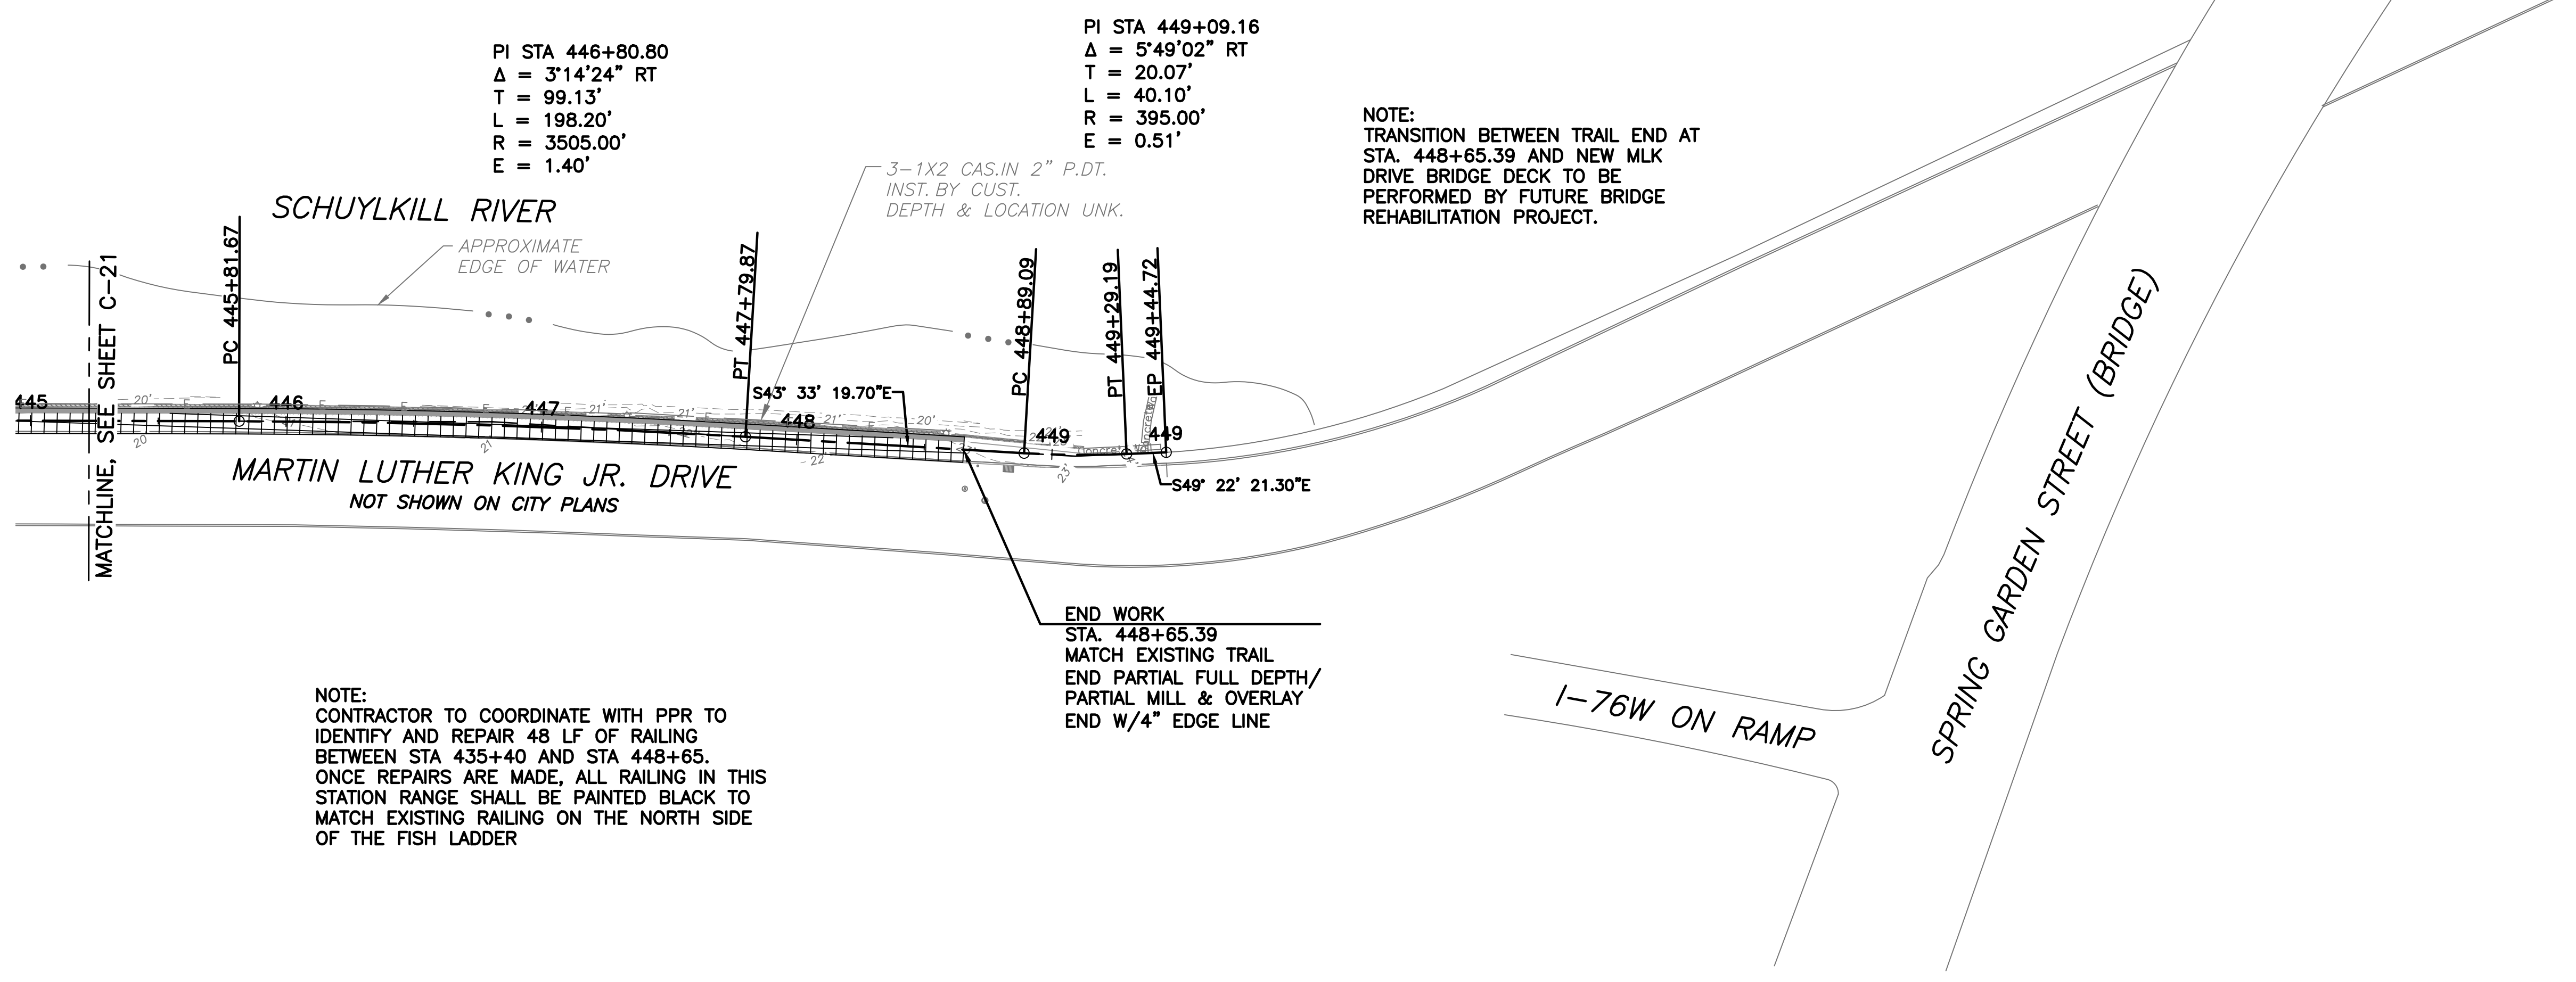 PI STA 446+80.80
Δ = 3°14'24" RT
T = 99.13'
L = 198.20'
R = 3505.00'
E = 1.40'
PI STA 449+09.16
Δ = 5°49'02" RT
T = 20.07'
L = 40.10'
R = 395.00'
E = 0.51'
NOTE:
TRANSITION BETWEEN TRAIL END AT
STA. 448+65.39 AND NEW MLK
DRIVE BRIDGE DECK TO BE
PERFORMED BY FUTURE BRIDGE
REHABILITATION PROJECT.
3-1X2 CAS.IN 2" P.DT.
INST. BY CUST.
DEPTH & LOCATION UNK.
SCHUYLKILL RIVER
APPROXIMATE
EDGE OF WATER
MATCHLINE, SEE SHEET C-21
PC 445+81.67
PT 447+79.87
PC 448+89.09
PT 449+29.19
EP 449+44.72
S43° 33' 19.70"E
445
446
447
448
449
449
20'
21'
21'
21'
20'
20'
21'
22'
23'
Concrete
S49° 22' 21.30"E
MARTIN LUTHER KING JR. DRIVE
NOT SHOWN ON CITY PLANS
END WORK
STA. 448+65.39
MATCH EXISTING TRAIL
END PARTIAL FULL DEPTH/
PARTIAL MILL & OVERLAY
END W/4" EDGE LINE
NOTE:
CONTRACTOR TO COORDINATE WITH PPR TO
IDENTIFY AND REPAIR 48 LF OF RAILING
BETWEEN STA 435+40 AND STA 448+65.
ONCE REPAIRS ARE MADE, ALL RAILING IN THIS
STATION RANGE SHALL BE PAINTED BLACK TO
MATCH EXISTING RAILING ON THE NORTH SIDE
OF THE FISH LADDER
SPRING GARDEN STREET (BRIDGE)
I-76W ON RAMP